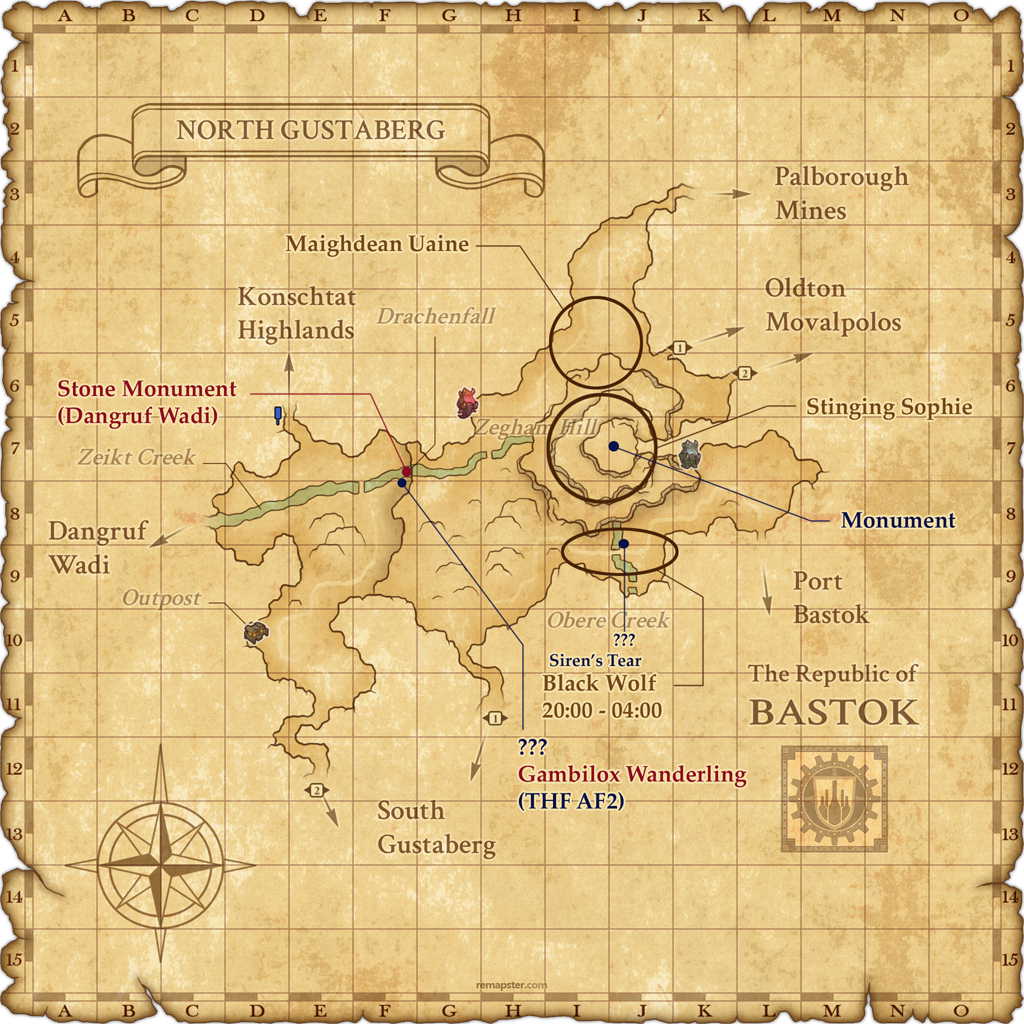 A B C D E F G H I J K L M N O
1 1
2 2
NORTH GUSTABERG
3 3
Palborough
Mines
4 4
Maighdean Uaine
Konschtat
Highlands
Drachenfall
5 5
Oldton
Movalpolos
1
2
6 6
Stone Monument
(Dangruf Wadi)
Stinging Sophie
Zegham Hill
7 7
Zeikt Creek
8 8
Monument
Dangruf
Wadi
9 9
Port
Bastok
Outpost
10 10
Obere Creek
???
Siren's Tear
Black Wolf
20:00 - 04:00
The Republic of
BASTOK
11 11
1
???
Gambilox Wanderling
(THF AF2)
12 12
2
South
Gustaberg
13 13
14 14
15 15
remapster.com
A B C D E F G H I J K L M N O